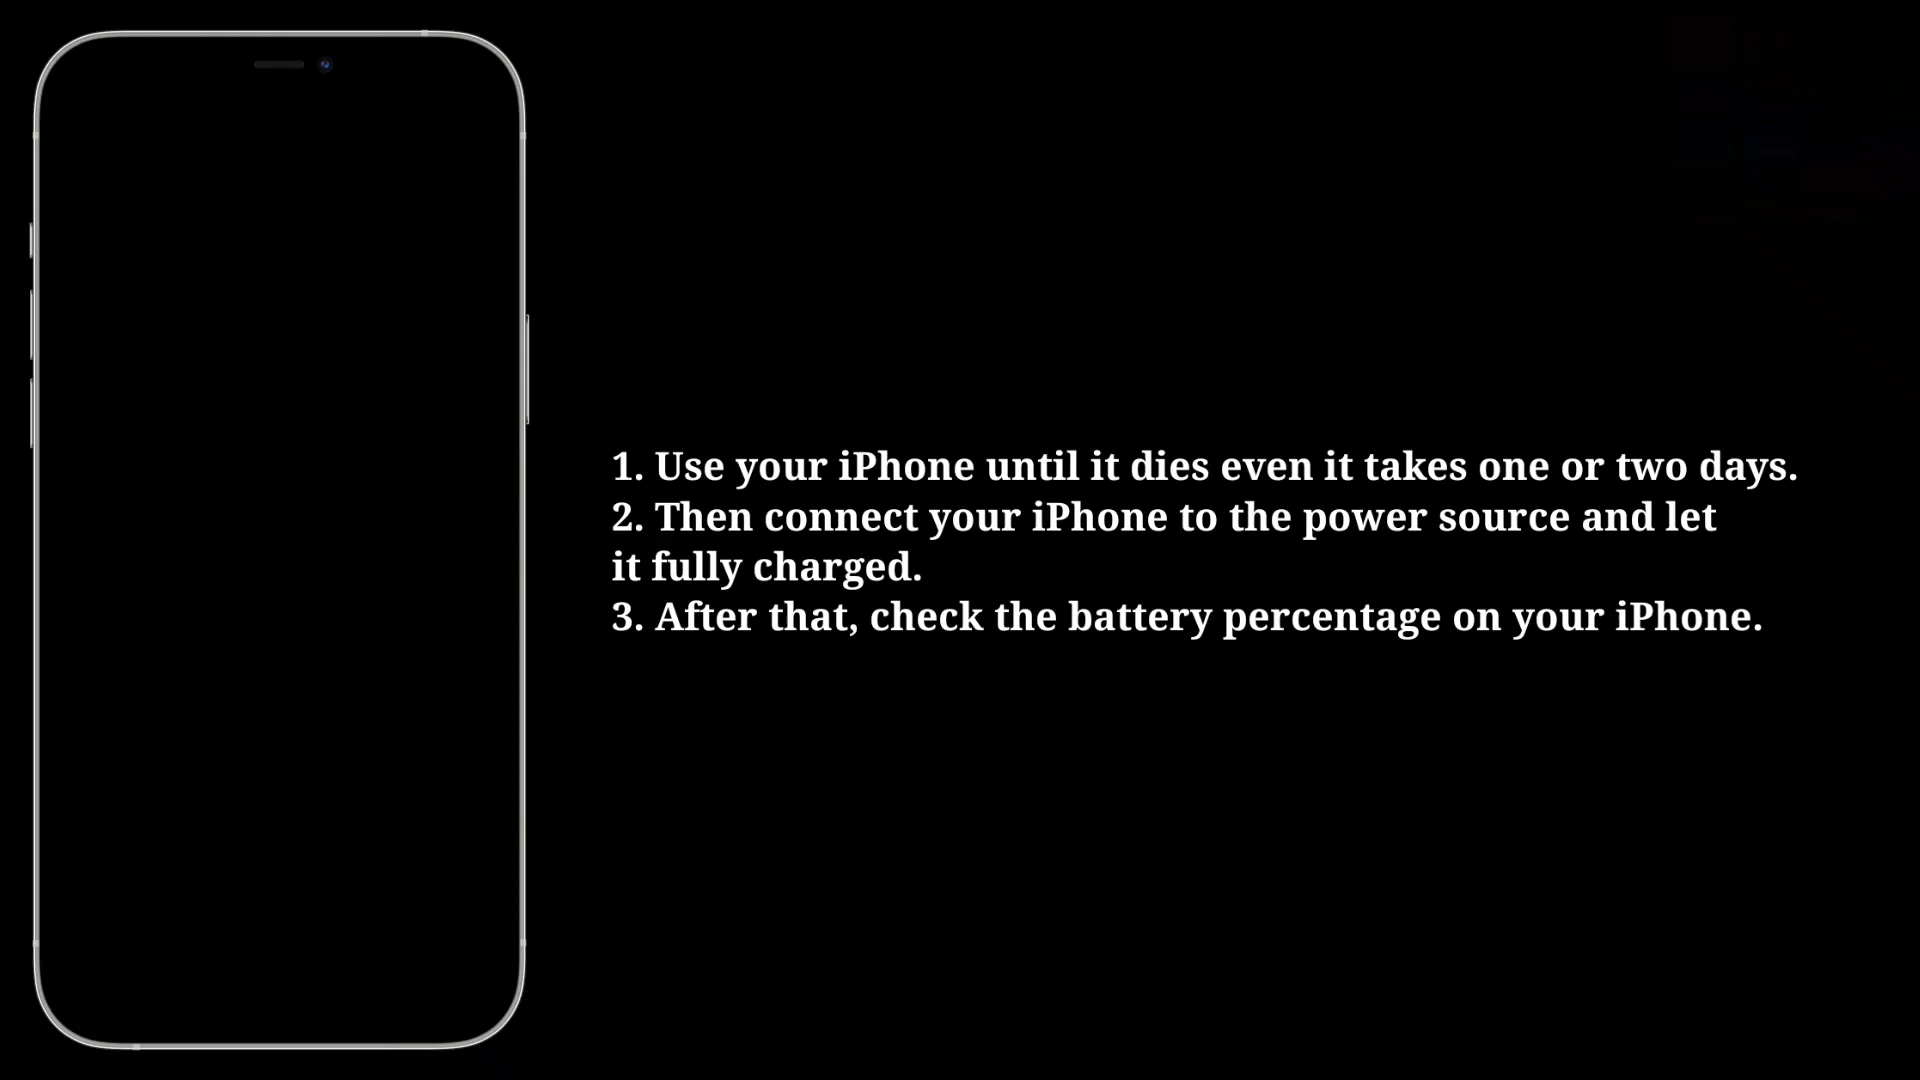 1. Use your iPhone until it dies even it takes one or two days.
2. Then connect your iPhone to the power source and let
it fully charged.
3. After that, check the battery percentage on your iPhone.